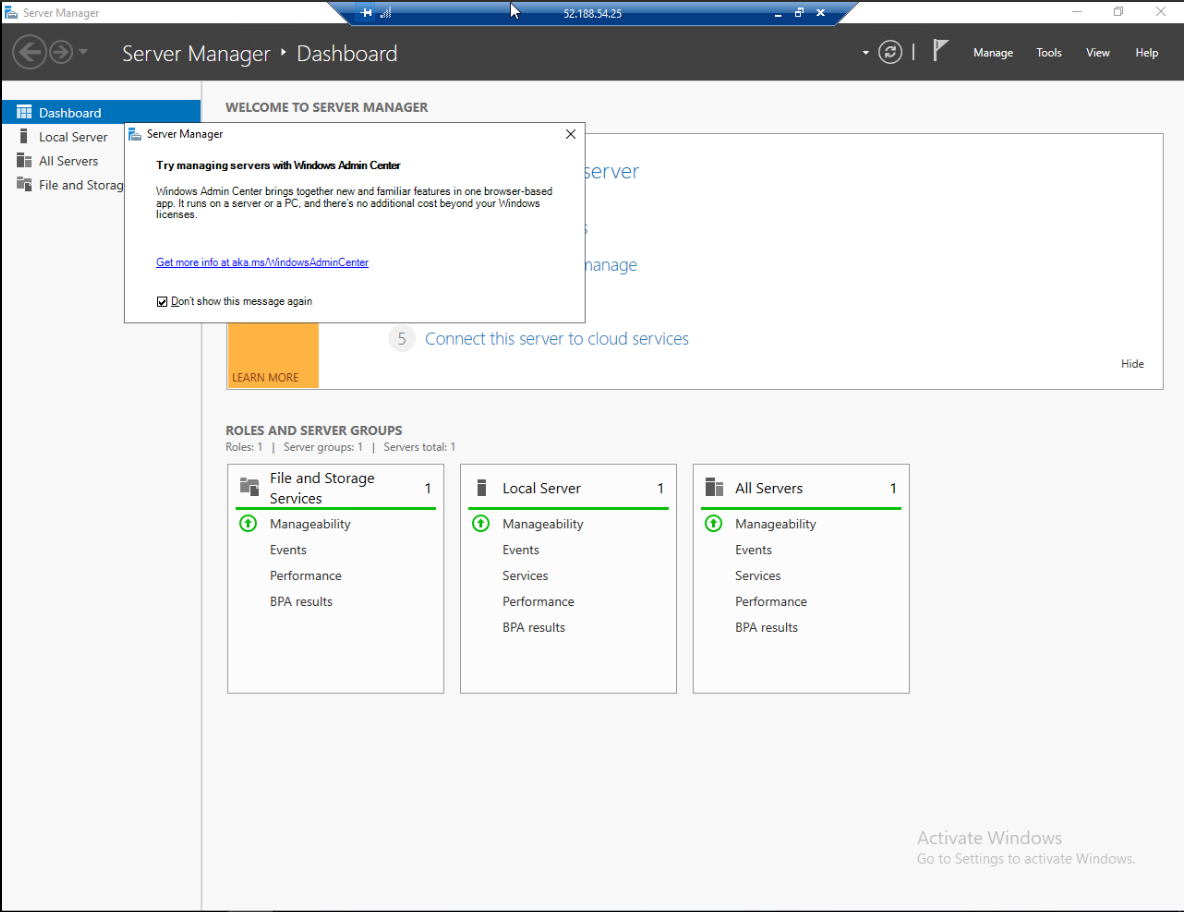 Server Manager
52.188.54.25
Server Manager ‣ Dashboard
Manage Tools View Help
Dashboard
Local Server
All Servers
File and Storag
WELCOME TO SERVER MANAGER
Server Manager
Try managing servers with Windows Admin Center
Windows Admin Center brings together new and familiar features in one browser-based
app. It runs on a server or a PC, and there's no additional cost beyond your Windows
licenses.
Get more info at aka.ms/WindowsAdminCenter
Don't show this message again
server
s
manage
5 Connect this server to cloud services
LEARN MORE
Hide
ROLES AND SERVER GROUPS
Roles: 1 | Server groups: 1 | Servers total: 1
File and Storage
Services
1
Manageability
Events
Performance
BPA results
Local Server 1
Manageability
Events
Services
Performance
BPA results
All Servers 1
Manageability
Events
Services
Performance
BPA results
Activate Windows
Go to Settings to activate Windows.